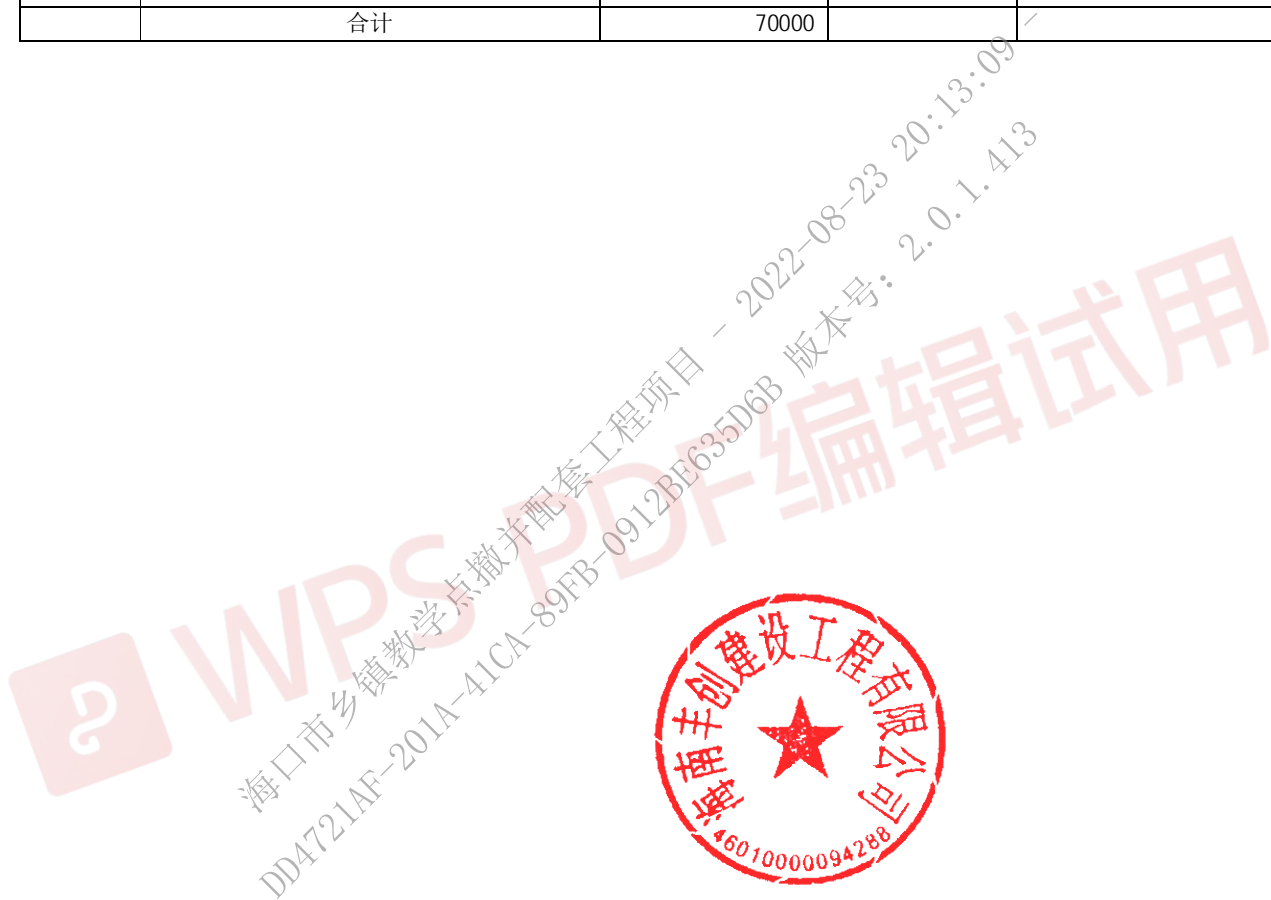 合计 70000 -
海口市乡镇教学点撤并配套工程项目 - 2022-08-23 20:13:09
DD4721AF-201A-41CA-89FB-0912BE635D6B 版本号: 2.0.1.413
WPS PDF编辑试用
海南丰创建设工程有限公司
46010000094288